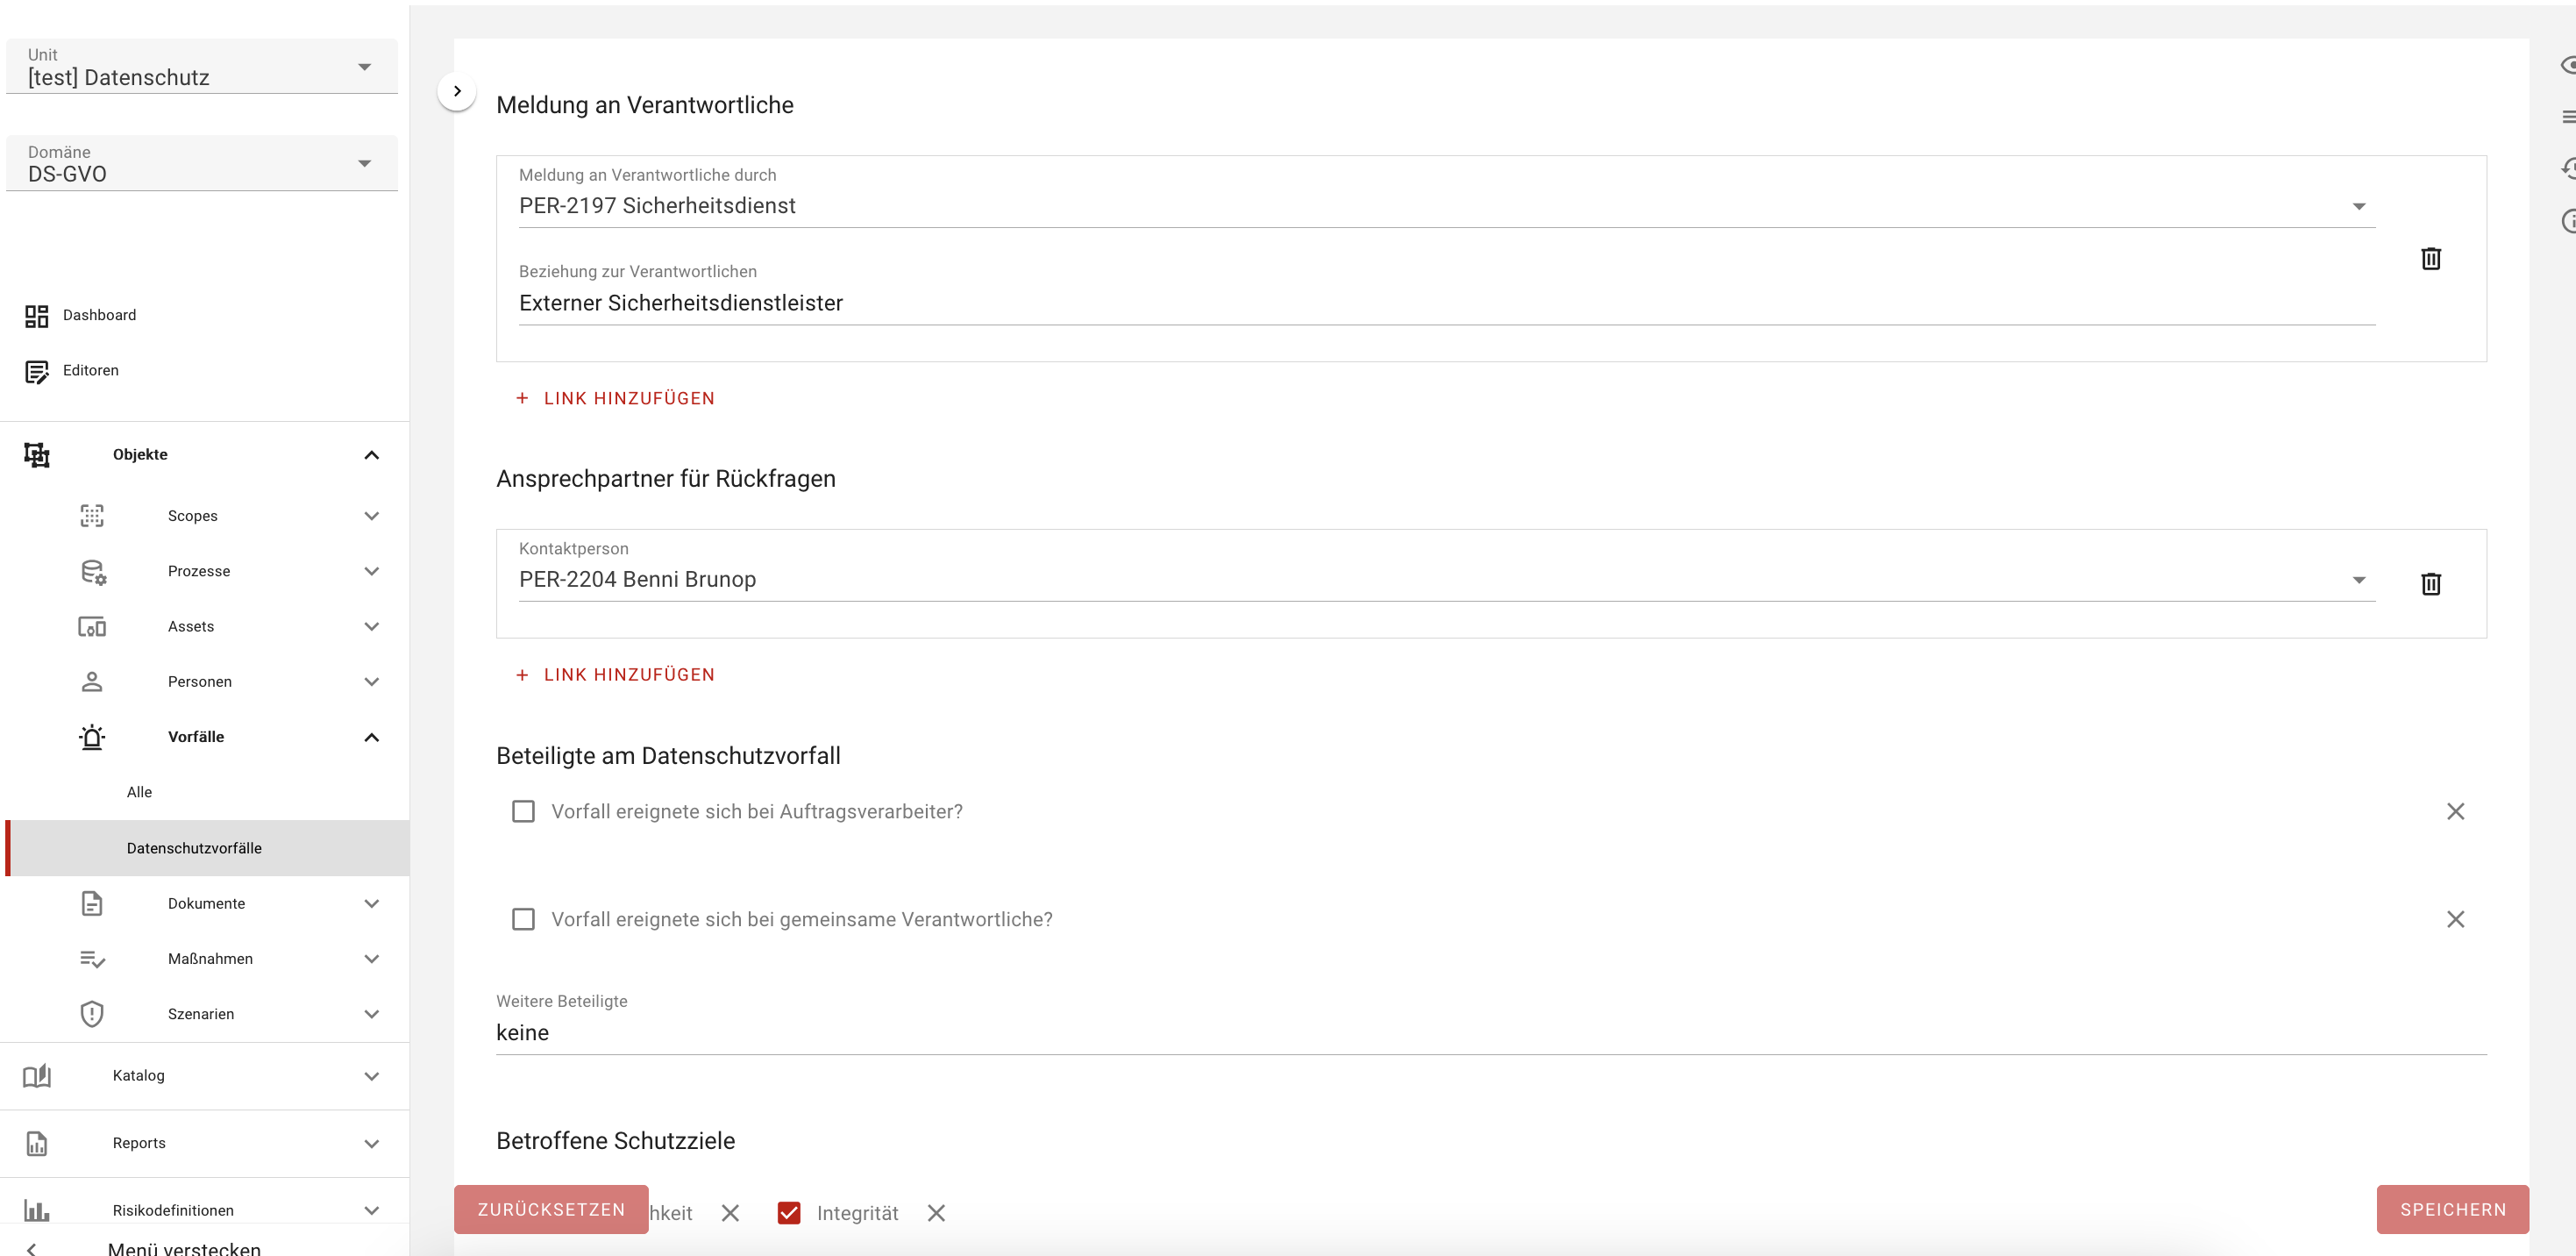 Unit
[test] Datenschutz
Domäne
DS-GVO
Dashboard
Editoren
Objekte
Scopes
Prozesse
Assets
Personen
Vorfälle
Alle
Datenschutzvorfälle
Dokumente
Maßnahmen
Szenarien
Katalog
Reports
Risikodefinitionen
Menü verstecken
Meldung an Verantwortliche
Meldung an Verantwortliche durch
PER-2197 Sicherheitsdienst
Beziehung zur Verantwortlichen
Externer Sicherheitsdienstleister
+ LINK HINZUFÜGEN
Ansprechpartner für Rückfragen
Kontaktperson
PER-2204 Benni Brunop
+ LINK HINZUFÜGEN
Beteiligte am Datenschutzvorfall
Vorfall ereignete sich bei Auftragsverarbeiter?
Vorfall ereignete sich bei gemeinsame Verantwortliche?
Weitere Beteiligte
keine
Betroffene Schutzziele
ZURÜCKSETZEN
hkeit
Integrität
SPEICHERN